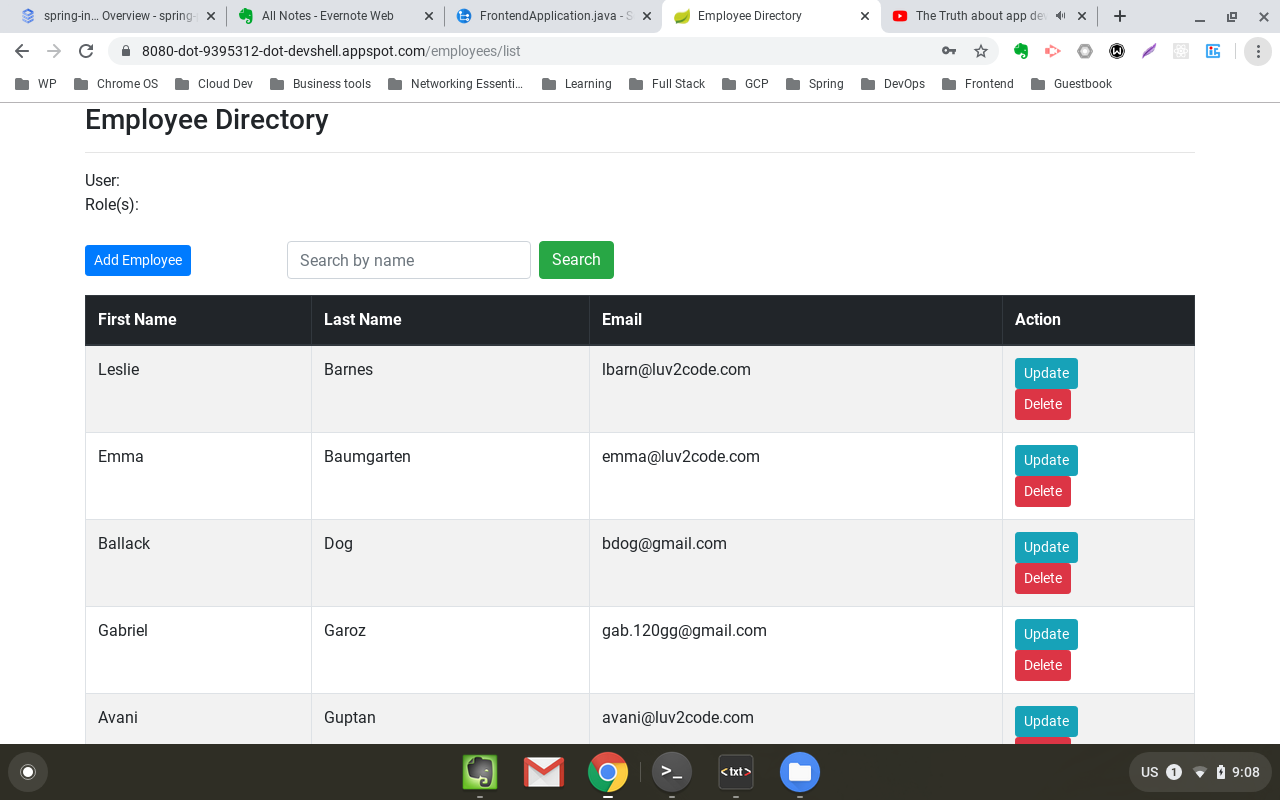 spring-in... Overview - spring-
All Notes - Evernote Web
FrontendApplication.java - S
Employee Directory
The Truth about app de
8080-dot-9395312-dot-devshell.appspot.com/employees/list
WP
Chrome OS
Cloud Dev
Business tools
Networking Essenti...
Learning
Full Stack
GCP
Spring
DevOps
Frontend
Guestbook
Employee Directory
User:
Role(s):
Add Employee
Search by name
Search
First Name Last Name Email Action
Leslie Barnes lbarn@luv2code.com Update
Delete
Emma Baumgarten emma@luv2code.com Update
Delete
Ballack Dog bdog@gmail.com Update
Delete
Gabriel Garoz gab.120gg@gmail.com Update
Delete
Avani Guptan avani@luv2code.com Update
>_
<txt>
US 1 9:08